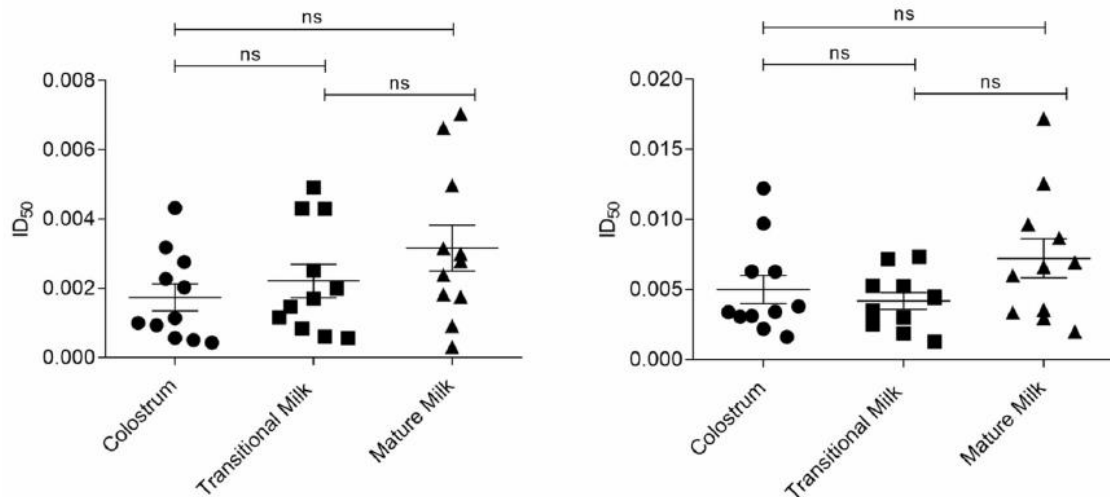 ns
ns
ns
0.008
0.006
0.004
0.002
0.000
ID50
Colostrum
Transitional Milk
Mature Milk
ns
ns
ns
0.020
0.015
0.010
0.005
0.000
ID50
Colostrum
Transitional Milk
Mature Milk